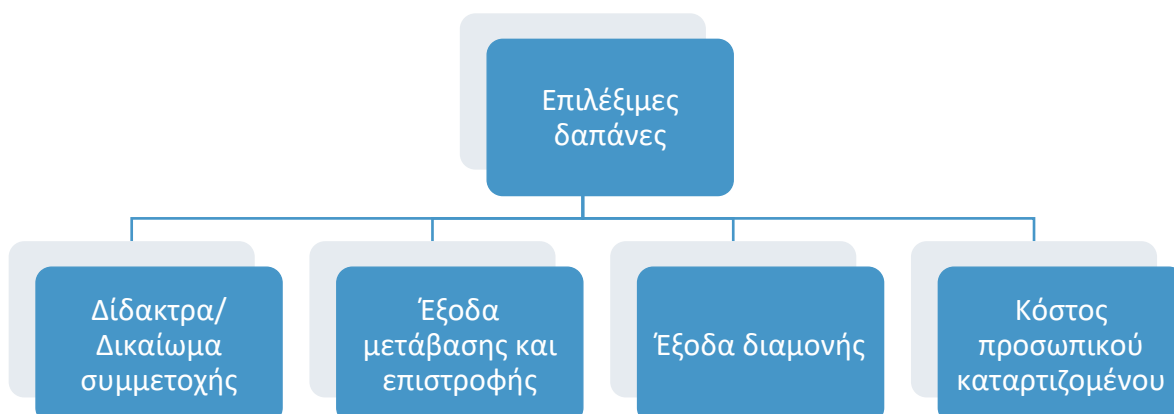 Επιλέξιμες
δαπάνες
Δίδακτρα/
Δικαίωμα
συμμετοχής
Έξοδα
μετάβασης και
επιστροφής
Έξοδα διαμονής
Κόστος
προσωπικού
καταρτιζομένου